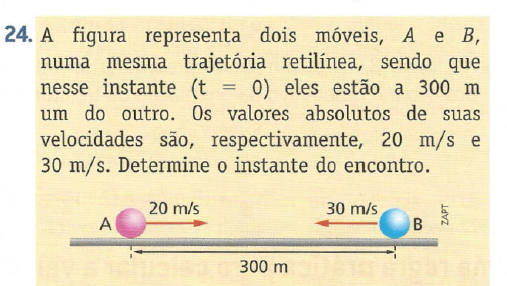 24. A figura representa dois móveis, A e B,
numa mesma trajetória retilínea, sendo que
nesse instante (t = 0) eles estão a 300 m
um do outro. Os valores absolutos de suas
velocidades são, respectivamente, 20 m/s e
30 m/s. Determine o instante do encontro.
20 m/s 30 m/s
A B
ZAPT
300 m